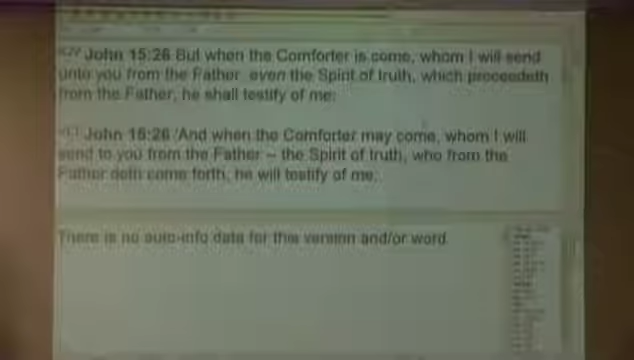 John 15:26 But when the Comforter is come, whom I will send
unto you from the Father, even the Spirit of truth, which proceedeth
from the Father, he shall testify of me:
John 15:26 'And when the Comforter may come, whom I will
send to you from the Father -- the Spirit of truth, who from the
Father doth come forth, he will testify of me;
There is no auto-info data for this version and/or word.